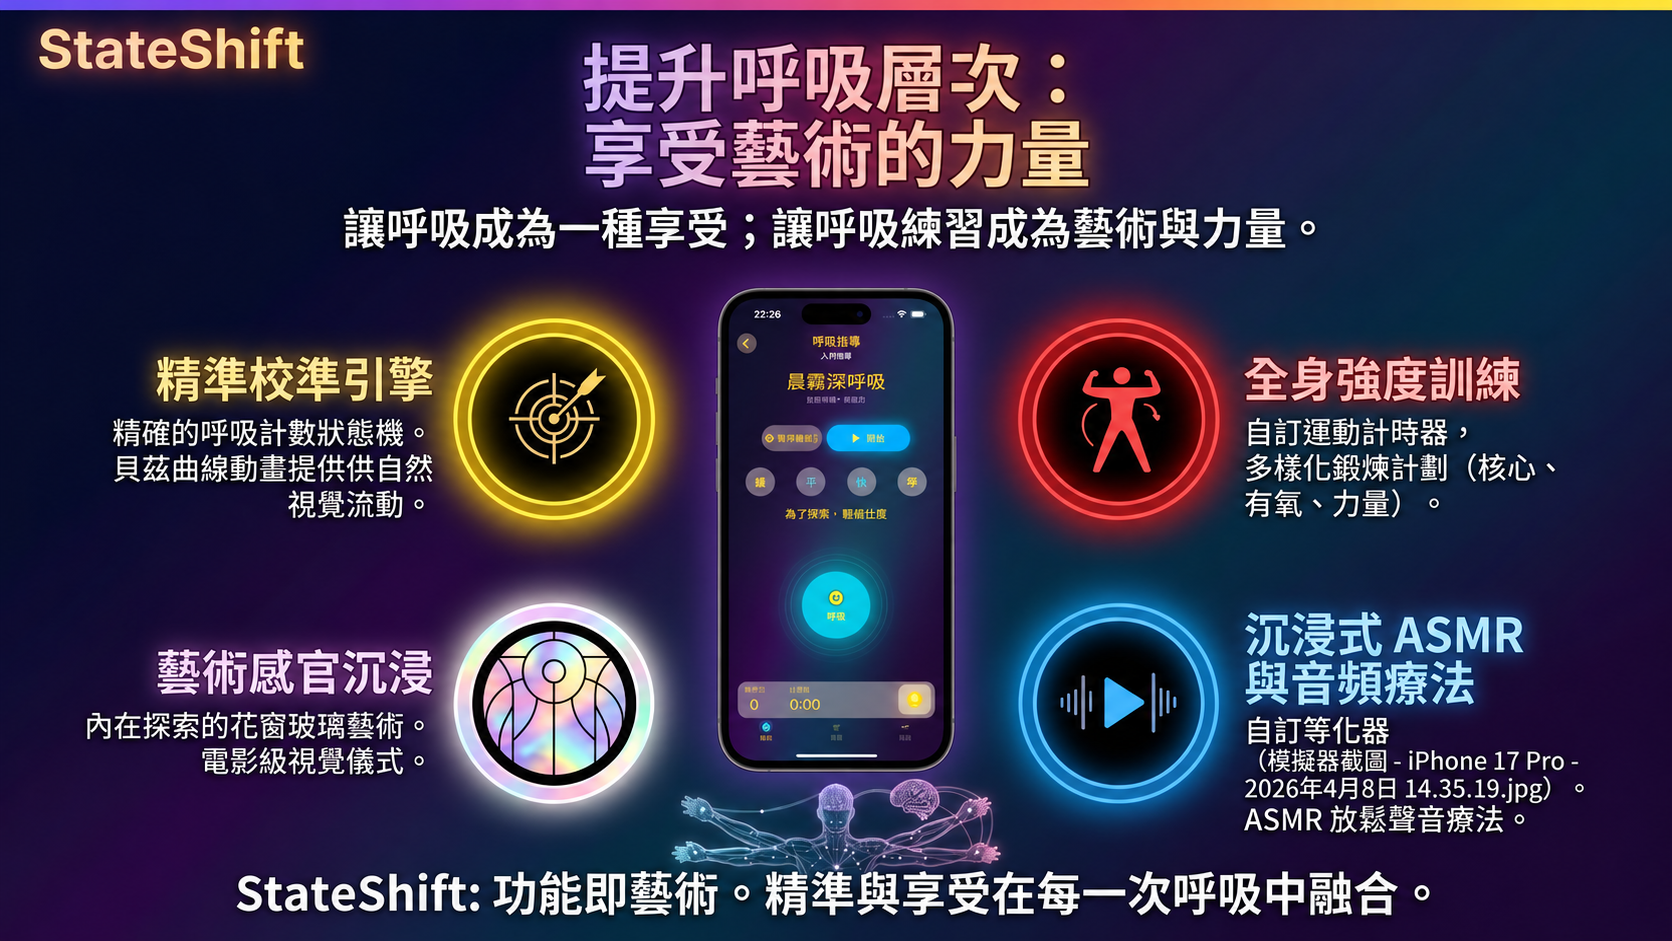 StateShift
提升呼吸層次：
享受藝術的力量
讓呼吸成為一種享受；讓呼吸練習成為藝術與力量。
精準校準引擎
精確的呼吸計數狀態機。
貝茲曲線動畫提供供自然
視覺流動。
藝術感官沉浸
內在探索的花窗玻璃藝術。
電影級視覺儀式。
22:26
呼吸指導
晨霧深呼吸
開放
平
快
學
為了探索，
呼吸
0
0:00
全身強度訓練
自訂運動計時器，
多樣化鍛煉計劃（核心、
有氧、力量）。
沉浸式 ASMR
與音頻療法
自訂等化器
（模擬器截圖 - iPhone 17 Pro -
2026年4月8日 14.35.19.jpg）。
ASMR 放鬆聲音療法。
StateShift: 功能即藝術。精準與享受在每一次呼吸中融合。